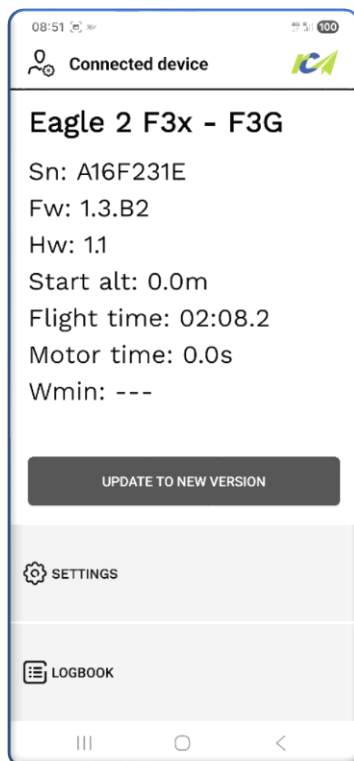 08:51
100
Connected device
Eagle 2 F3x - F3G
Sn: A16F231E
Fw: 1.3.B2
Hw: 1.1
Start alt: 0.0m
Flight time: 02:08.2
Motor time: 0.0s
Wmin: ---
UPDATE TO NEW VERSION
SETTINGS
LOGBOOK